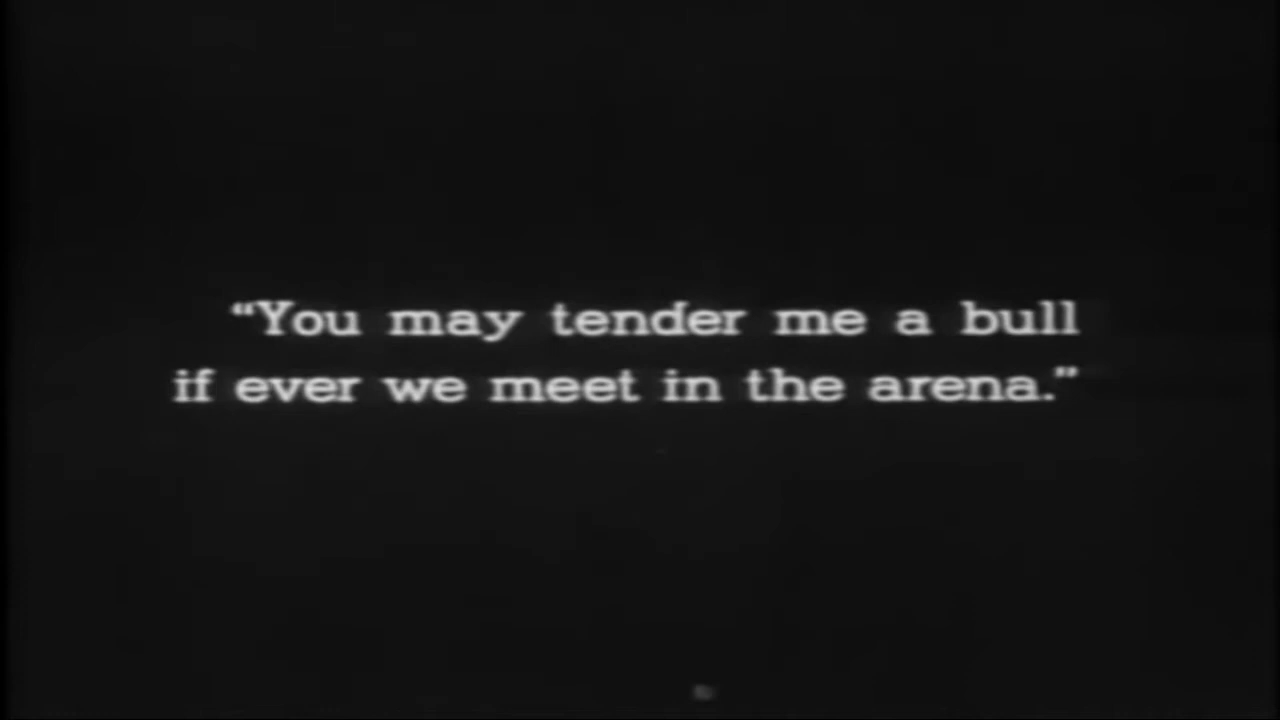 “You may tender me a bull
if ever we meet in the arena.”